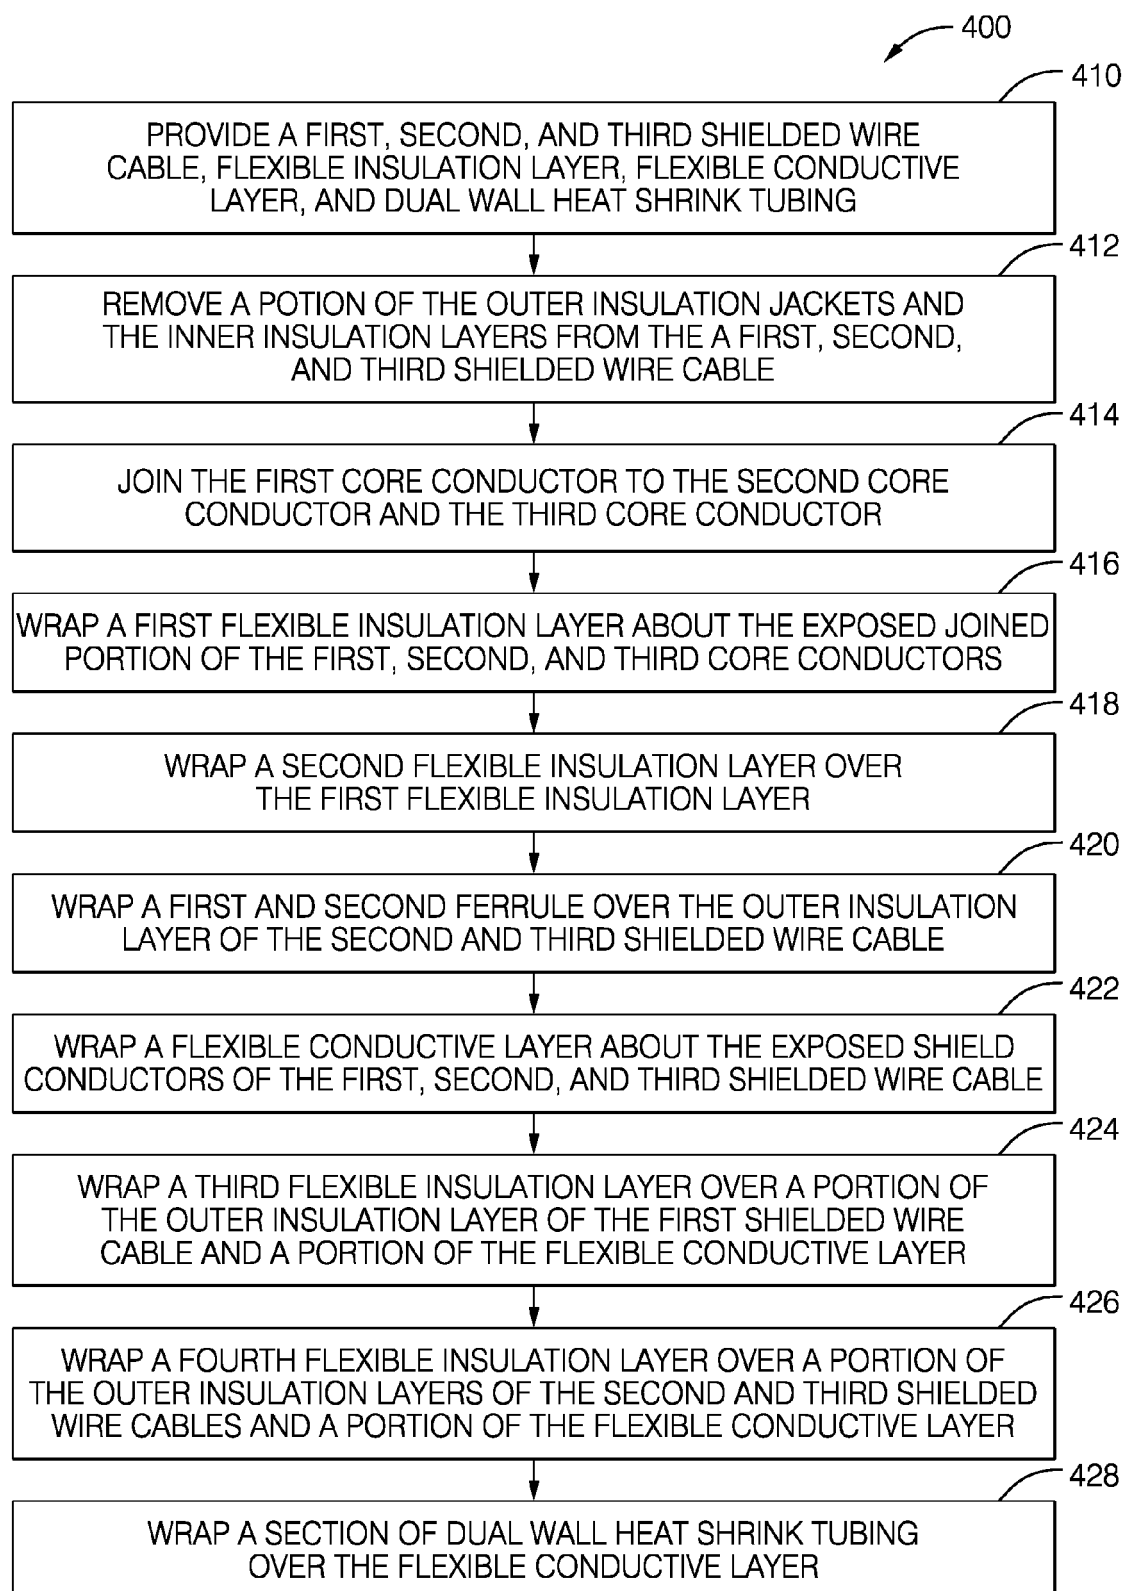 400
410
PROVIDE A FIRST, SECOND, AND THIRD SHIELDED WIRE
CABLE, FLEXIBLE INSULATION LAYER, FLEXIBLE CONDUCTIVE
LAYER, AND DUAL WALL HEAT SHRINK TUBING
412
REMOVE A POTION OF THE OUTER INSULATION JACKETS AND
THE INNER INSULATION LAYERS FROM THE A FIRST, SECOND,
AND THIRD SHIELDED WIRE CABLE
414
JOIN THE FIRST CORE CONDUCTOR TO THE SECOND CORE
CONDUCTOR AND THE THIRD CORE CONDUCTOR
416
WRAP A FIRST FLEXIBLE INSULATION LAYER ABOUT THE EXPOSED JOINED
PORTION OF THE FIRST, SECOND, AND THIRD CORE CONDUCTORS
418
WRAP A SECOND FLEXIBLE INSULATION LAYER OVER
THE FIRST FLEXIBLE INSULATION LAYER
420
WRAP A FIRST AND SECOND FERRULE OVER THE OUTER INSULATION
LAYER OF THE SECOND AND THIRD SHIELDED WIRE CABLE
422
WRAP A FLEXIBLE CONDUCTIVE LAYER ABOUT THE EXPOSED SHIELD
CONDUCTORS OF THE FIRST, SECOND, AND THIRD SHIELDED WIRE CABLE
424
WRAP A THIRD FLEXIBLE INSULATION LAYER OVER A PORTION OF
THE OUTER INSULATION LAYER OF THE FIRST SHIELDED WIRE
CABLE AND A PORTION OF THE FLEXIBLE CONDUCTIVE LAYER
426
WRAP A FOURTH FLEXIBLE INSULATION LAYER OVER A PORTION OF
THE OUTER INSULATION LAYERS OF THE SECOND AND THIRD SHIELDED
WIRE CABLES AND A PORTION OF THE FLEXIBLE CONDUCTIVE LAYER
428
WRAP A SECTION OF DUAL WALL HEAT SHRINK TUBING
OVER THE FLEXIBLE CONDUCTIVE LAYER